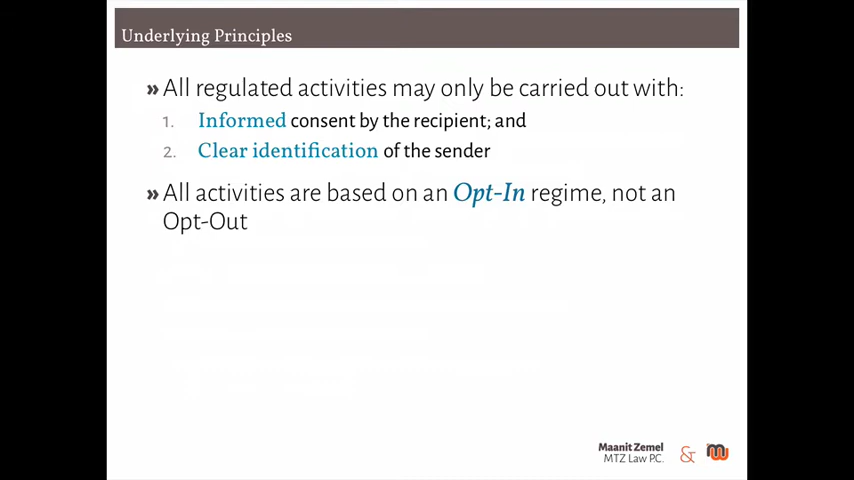 Underlying Principles
» All regulated activities may only be carried out with:
1. Informed consent by the recipient; and
2. Clear identification of the sender
» All activities are based on an Opt-In regime, not an
Opt-Out
Maanit Zemel
MTZ Law P.C.
&